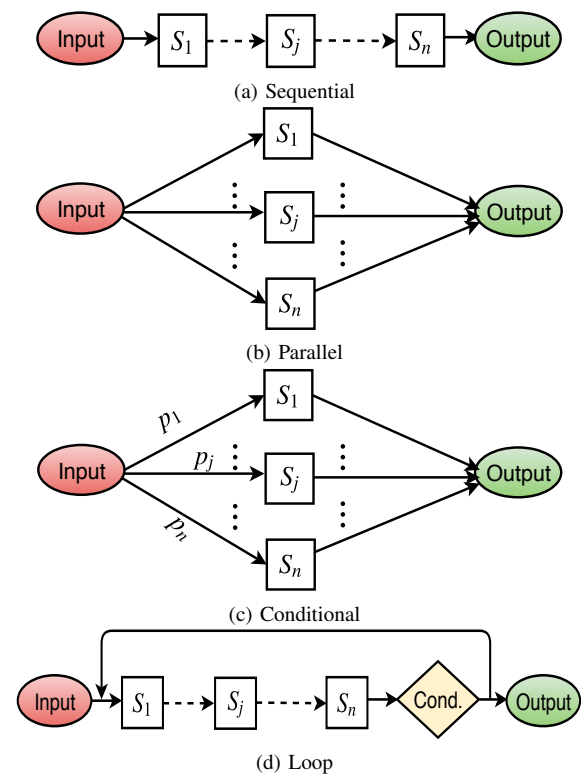 Input S1 Sj Sn Output
(a) Sequential
S1
Input Sj Output
Sn
(b) Parallel
S1
p1
Input pj Sj Output
pn
Sn
(c) Conditional
Input S1 Sj Sn Cond. Output
(d) Loop